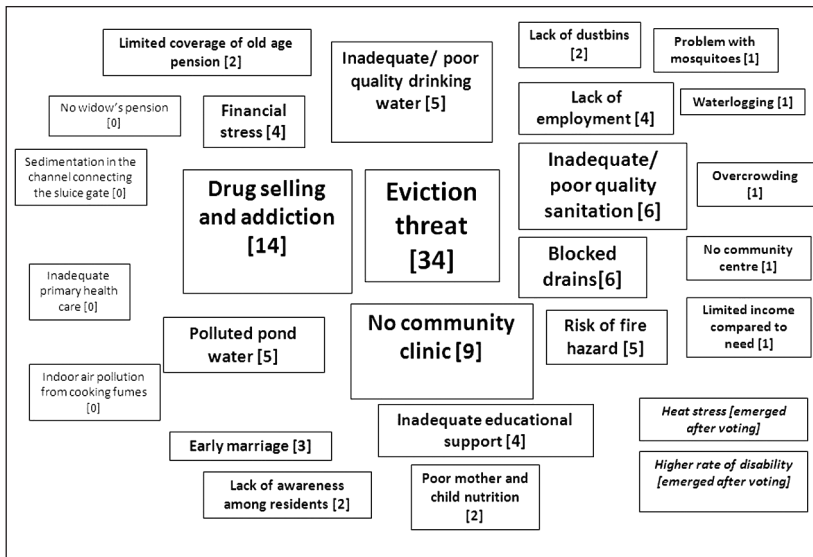 Limited coverage of old age
pension [2]
Inadequate/ poor
quality drinking
water [5]
Lack of dustbins
[2]
Problem with
mosquitoes [1]
No widow's pension
[0]
Financial
stress [4]
Lack of
employment [4]
Waterlogging [1]
Sedimentation in the
channel connecting
the sluice gate [0]
Drug selling
and addiction
[14]
Eviction
threat
[34]
Inadequate/
poor quality
sanitation [6]
Overcrowding
[1]
Blocked
drains[6]
No community
centre [1]
Inadequate
primary health
care [0]
Polluted pond
water [5]
No community
clinic [9]
Risk of fire
hazard [5]
Limited income
compared to
need [1]
Indoor air pollution
from cooking fumes
[0]
Inadequate educational
support [4]
Heat stress [emerged
after voting]
Early marriage [3]
Higher rate of disability
[emerged after voting]
Lack of awareness
among residents [2]
Poor mother and
child nutrition
[2]